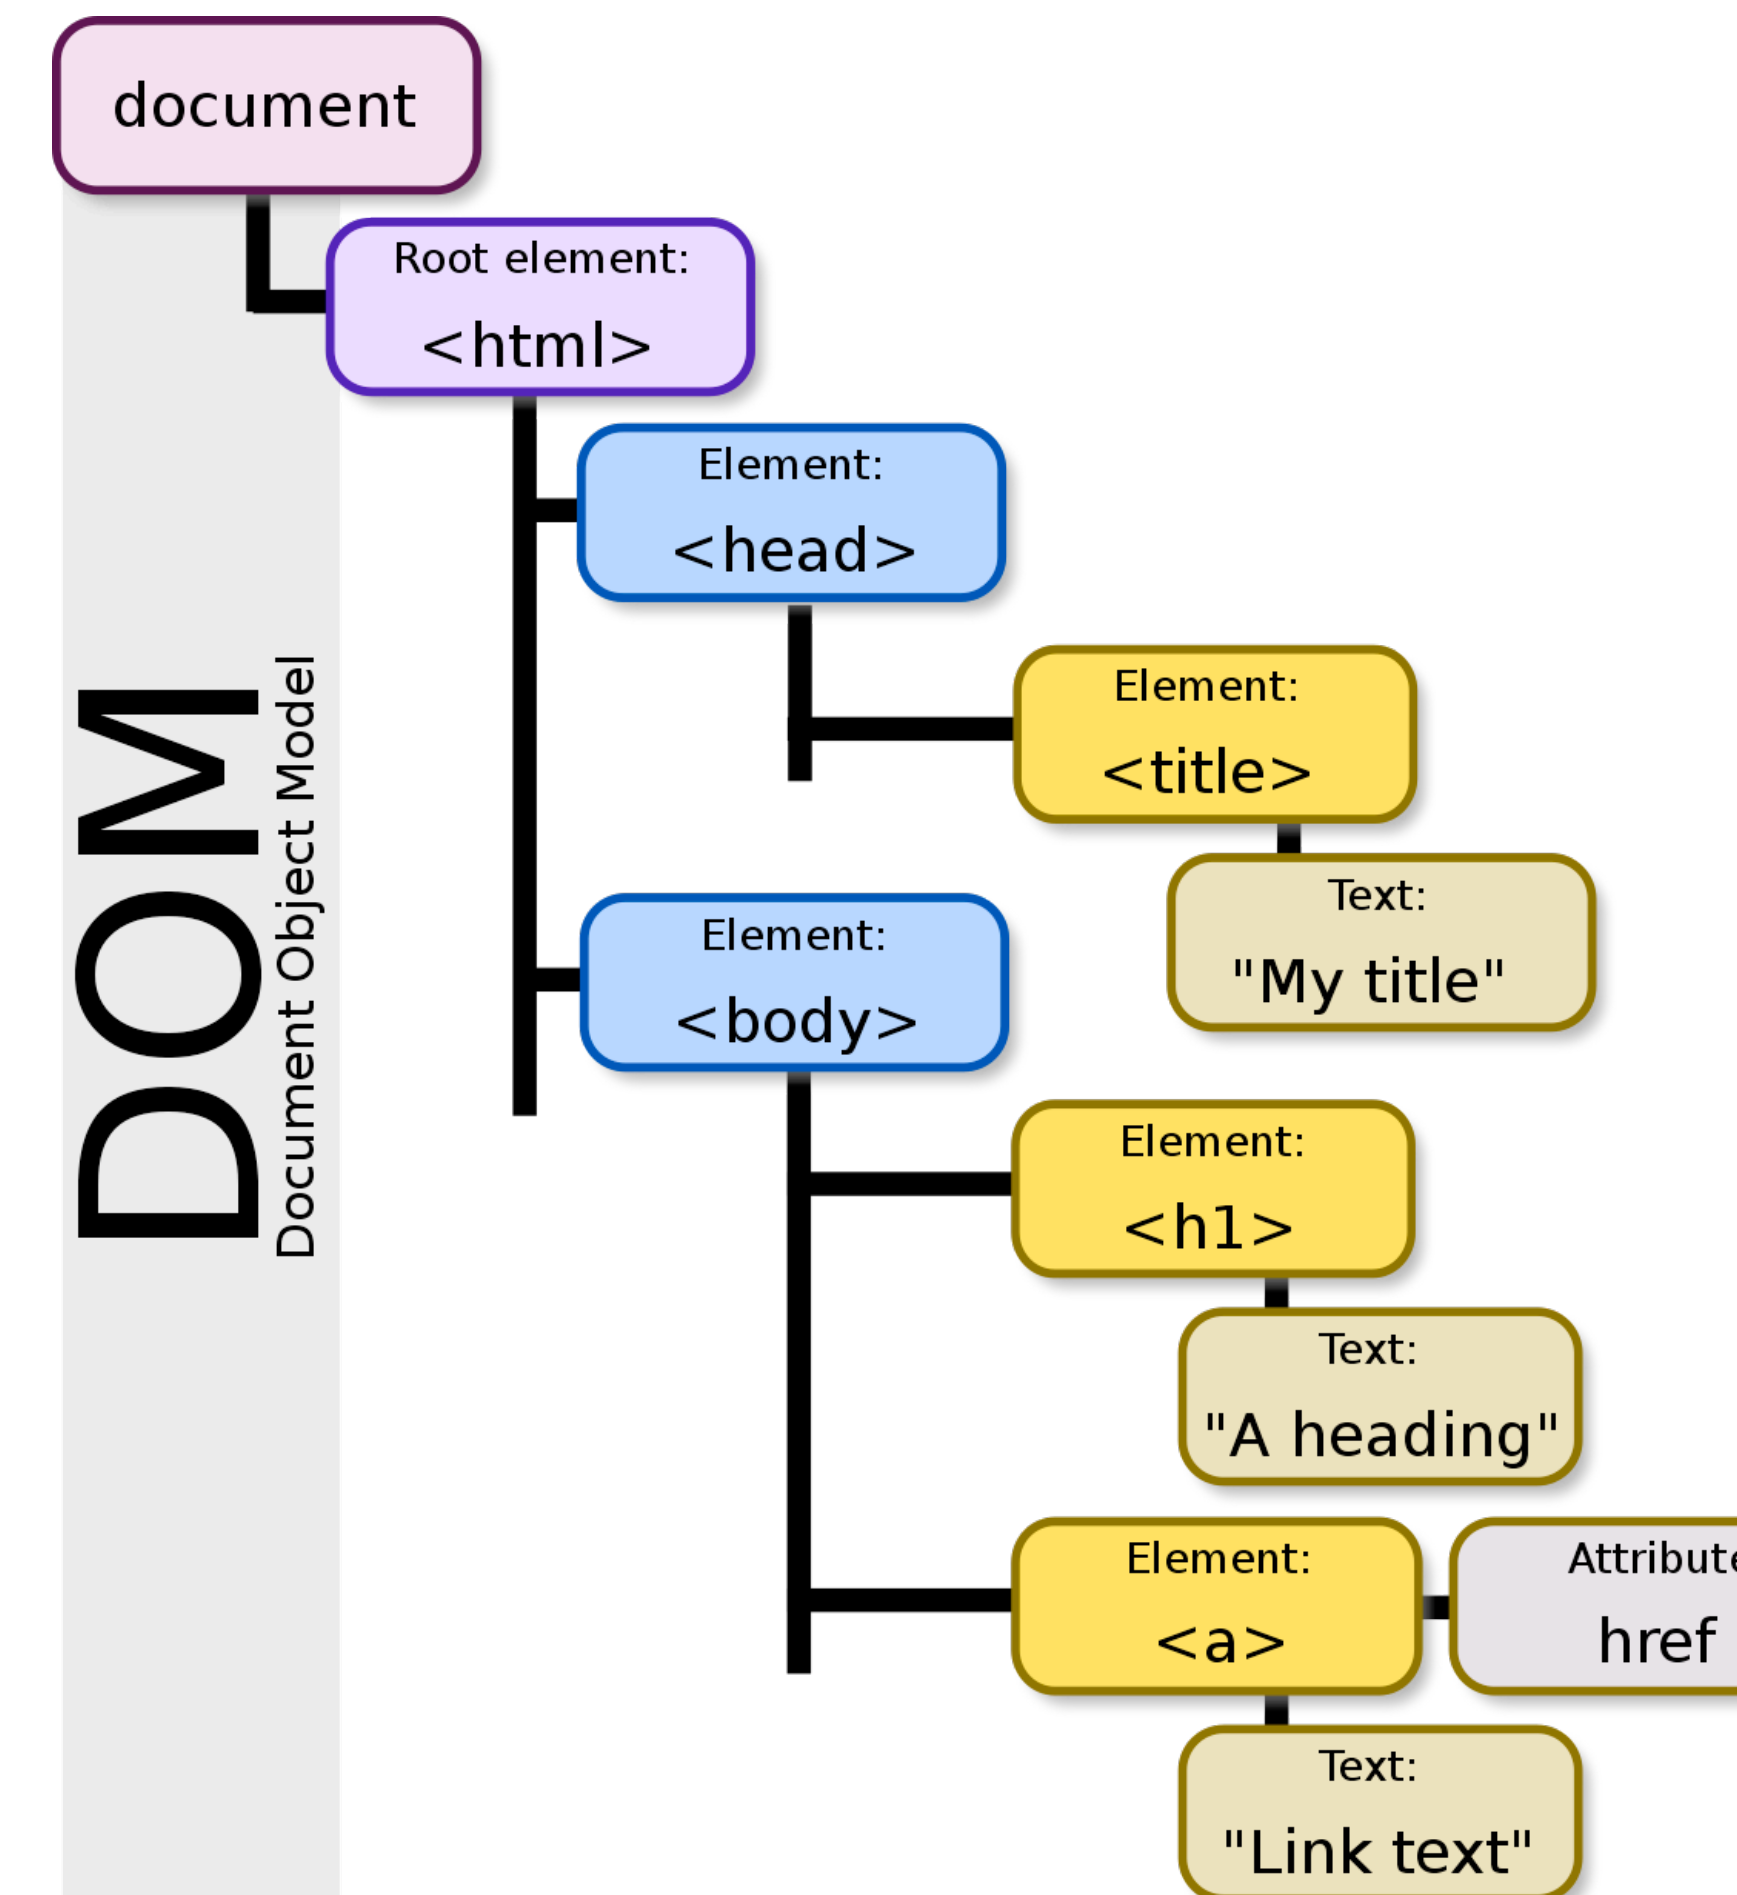 document
Root element:
<html>
Element:
<head>
Element:
<title>
Text:
"My title"
Element:
<body>
Element:
<h1>
Text:
"A heading"
Element:
<a>
Attribute
href
Text:
"Link text"
DOM
Document Object Model